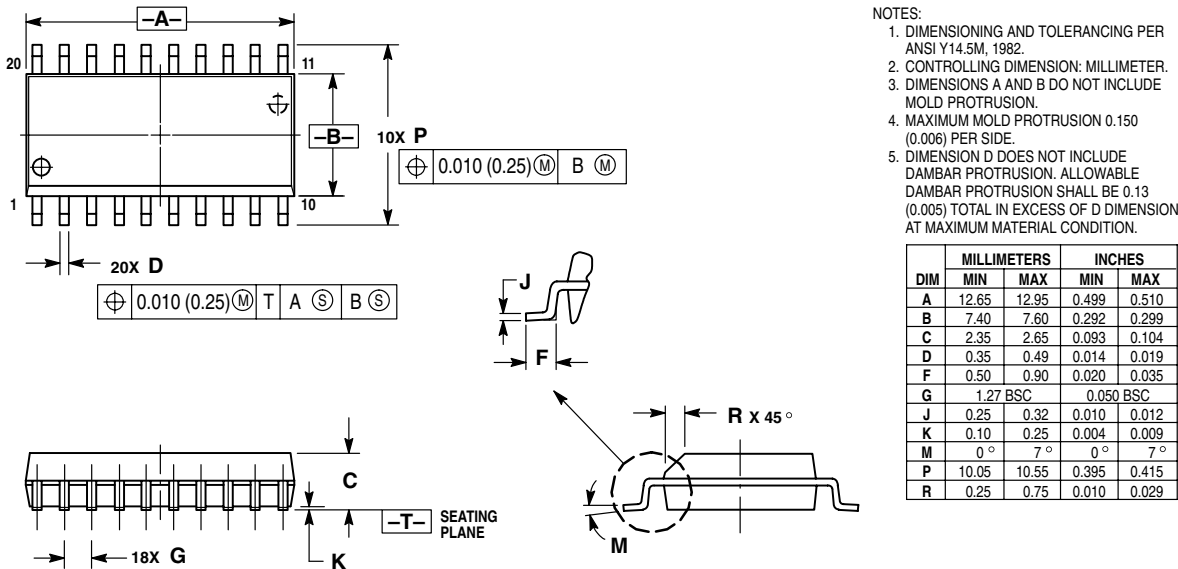 –A–
20 11
–B–
10X P
⌖ 0.010 (0.25) Ⓜ B Ⓜ
1 10
20X D
⌖ 0.010 (0.25) Ⓜ T A Ⓢ B Ⓢ
J
F
C
–T– SEATING
PLANE
K
18X G
R X 45°
M
NOTES:
1. DIMENSIONING AND TOLERANCING PER
ANSI Y14.5M, 1982.
2. CONTROLLING DIMENSION: MILLIMETER.
3. DIMENSIONS A AND B DO NOT INCLUDE
MOLD PROTRUSION.
4. MAXIMUM MOLD PROTRUSION 0.150
(0.006) PER SIDE.
5. DIMENSION D DOES NOT INCLUDE
DAMBAR PROTRUSION. ALLOWABLE
DAMBAR PROTRUSION SHALL BE 0.13
(0.005) TOTAL IN EXCESS OF D DIMENSION
AT MAXIMUM MATERIAL CONDITION.
MILLIMETERS INCHES
DIM MIN MAX MIN MAX
A 12.65 12.95 0.499 0.510
B 7.40 7.60 0.292 0.299
C 2.35 2.65 0.093 0.104
D 0.35 0.49 0.014 0.019
F 0.50 0.90 0.020 0.035
G 1.27 BSC 0.050 BSC
J 0.25 0.32 0.010 0.012
K 0.10 0.25 0.004 0.009
M 0° 7° 0° 7°
P 10.05 10.55 0.395 0.415
R 0.25 0.75 0.010 0.029